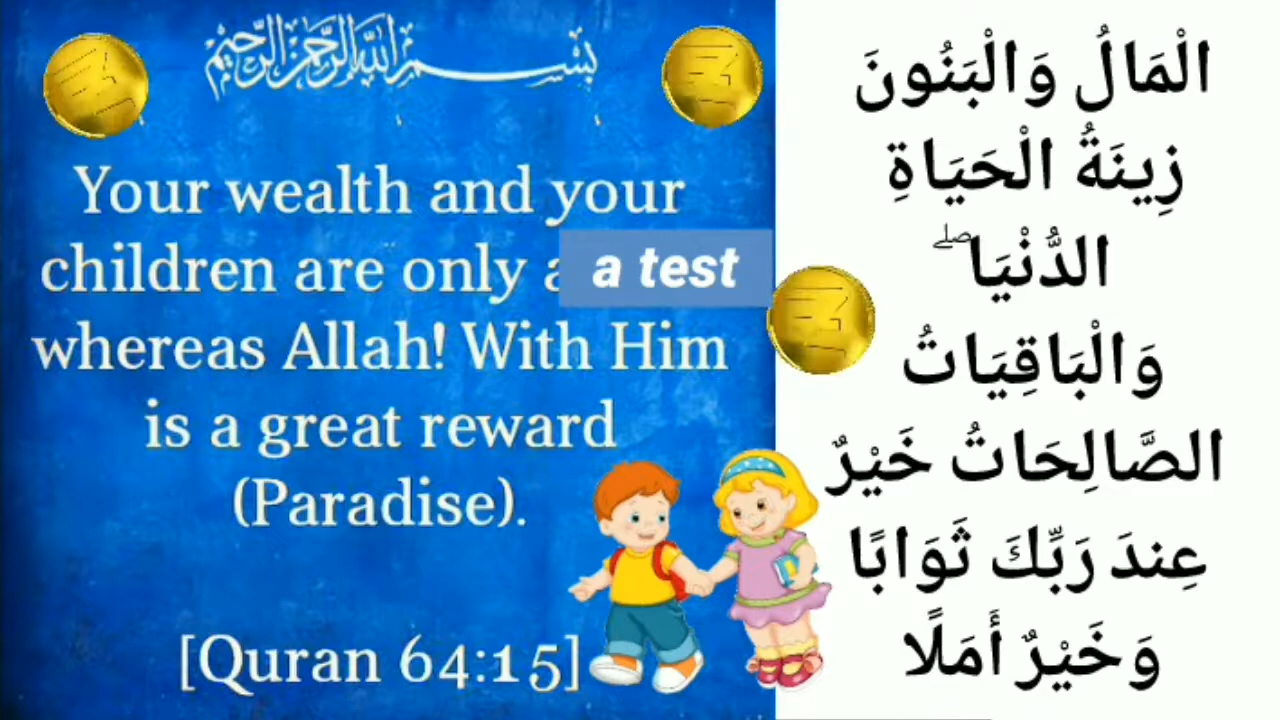 بسم الله الرحمن الرحيم
Your wealth and your
children are only a
a test
whereas Allah! With Him
is a great reward
(Paradise).
[Quran 64:15]
الْمَالُ وَالْبَنُونَ
زِينَةُ الْحَيَاةِ
الدُّنْيَا ۖ
وَالْبَاقِيَاتُ
الصَّالِحَاتُ خَيْرٌ
عِندَ رَبِّكَ ثَوَابًا
وَخَيْرٌ أَمَلًا